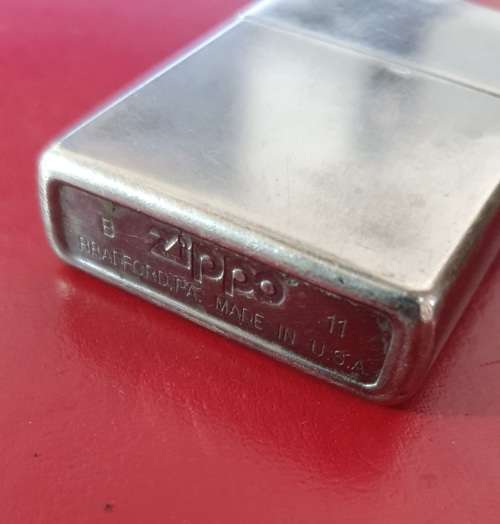 B Zippo 11
BRADFORD, PA. MADE IN U.S.A